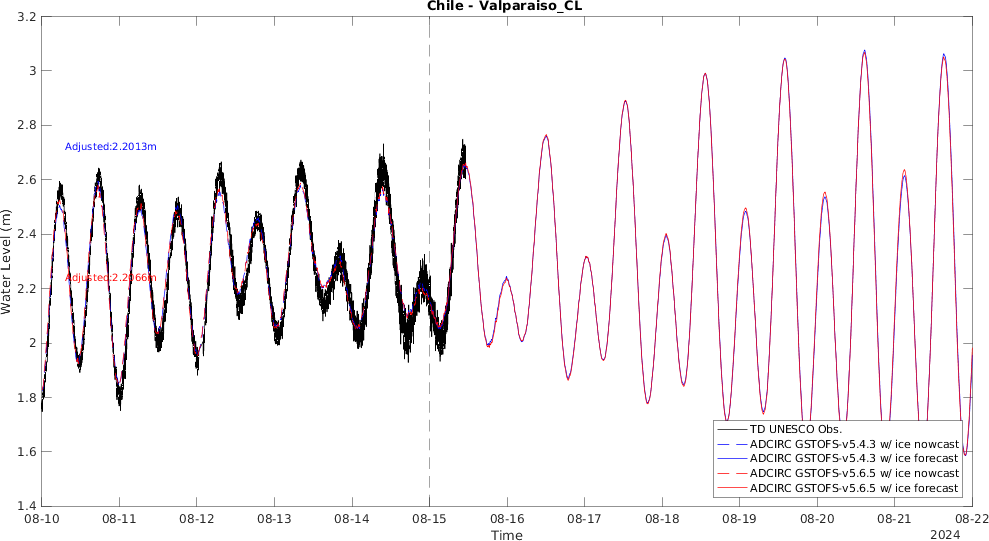 Chile - Valparaiso_CL
3.2
3
2.8
2.6
2.4
2.2
2
1.8
1.6
1.4
Water Level (m)
Adjusted:2.2013m
Adjusted:2.2066m
TD UNESCO Obs.
ADCIRC GSTOFS-v5.4.3 w/ ice nowcast
ADCIRC GSTOFS-v5.4.3 w/ ice forecast
ADCIRC GSTOFS-v5.6.5 w/ ice nowcast
ADCIRC GSTOFS-v5.6.5 w/ ice forecast
08-10 08-11 08-12 08-13 08-14 08-15 08-16 08-17 08-18 08-19 08-20 08-21 08-22
Time
2024